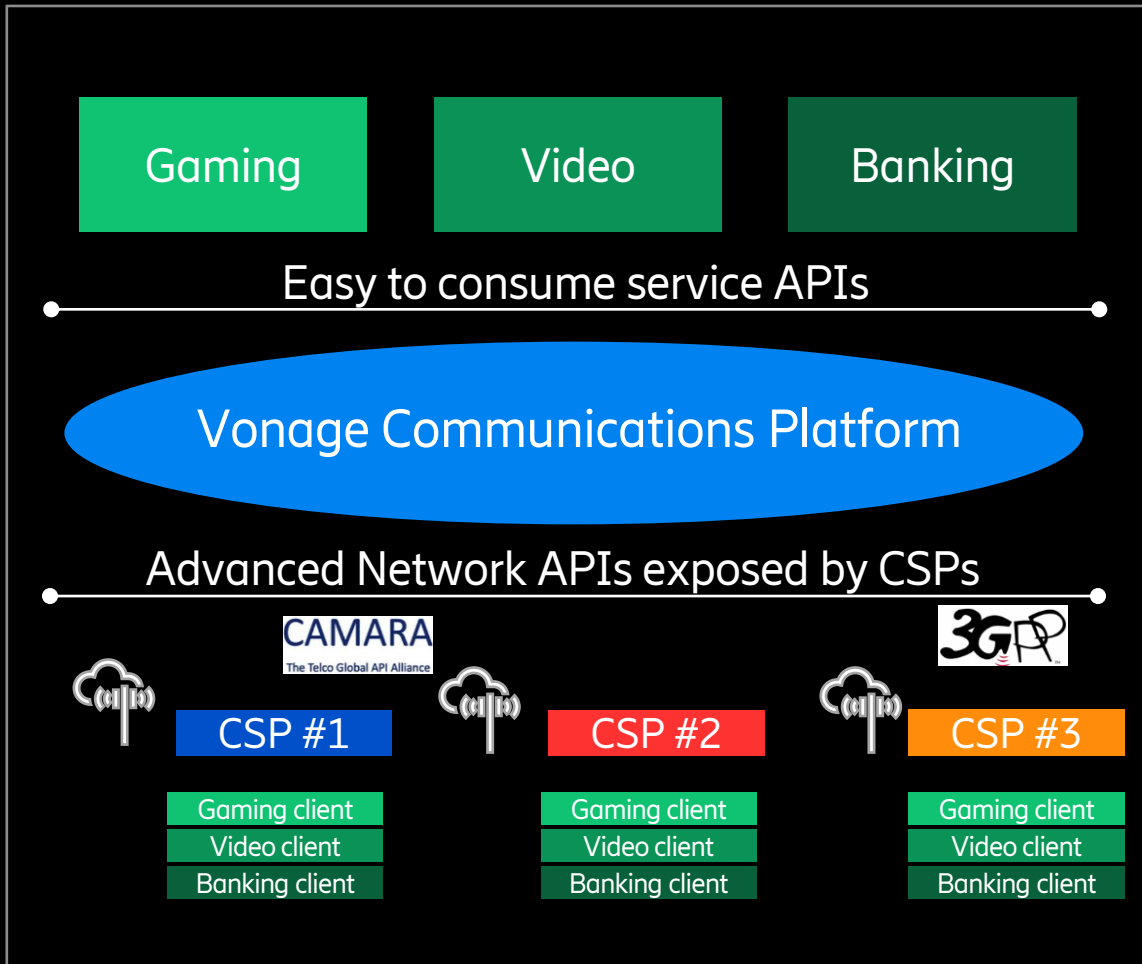 Gaming
Video
Banking
Easy to consume service APIs
Vonage Communications Platform
Advanced Network APIs exposed by CSPs
CAMARA
The Telco Global API Alliance
3GPP
CSP #1
CSP #2
CSP #3
Gaming client
Video client
Banking client
Gaming client
Video client
Banking client
Gaming client
Video client
Banking client